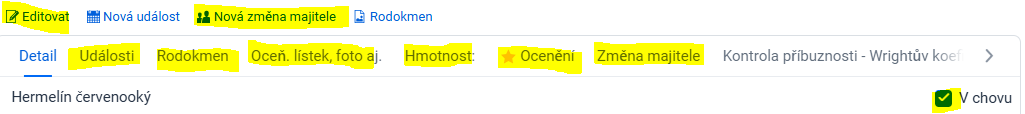 Editovat Nová událost Nová změna majitele Rodokmen
Detail Události Rodokmen Oceň. lístek, foto aj. Hmotnost: Ocenění Změna majitele Kontrola příbuznosti - Wrightův
Hermelín červenooký V chovu